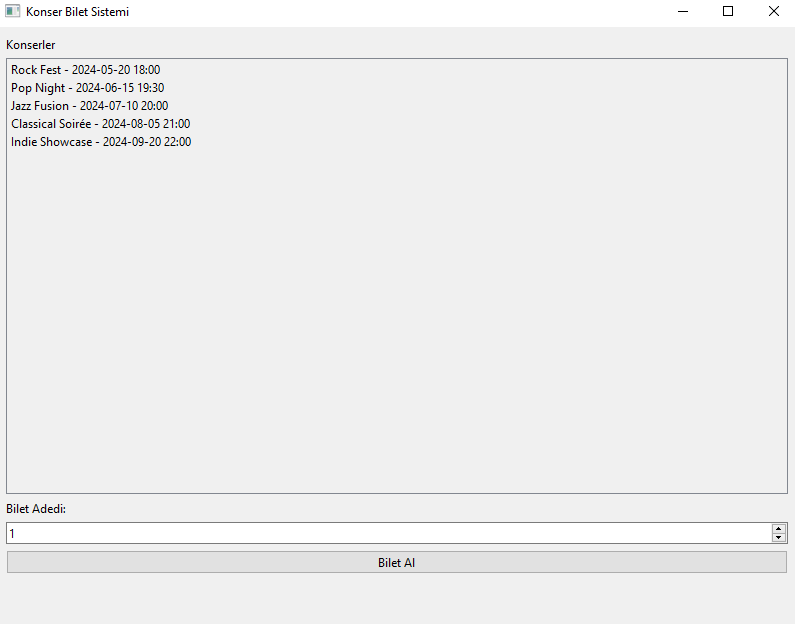 Konser Bilet Sistemi
Konserler
Rock Fest - 2024-05-20 18:00
Pop Night - 2024-06-15 19:30
Jazz Fusion - 2024-07-10 20:00
Classical Soirée - 2024-08-05 21:00
Indie Showcase - 2024-09-20 22:00
Bilet Adedi:
1
Bilet Al